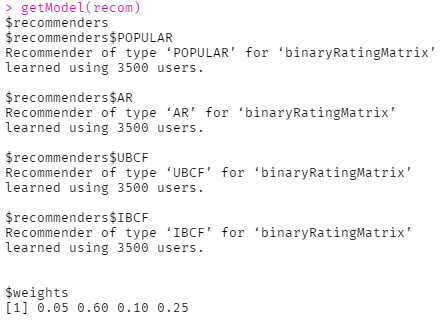 > getModel(recom)
$recommenders
$recommenders$POPULAR
Recommender of type ‘POPULAR’ for ‘binaryRatingMatrix’
learned using 3500 users.

$recommenders$AR
Recommender of type ‘AR’ for ‘binaryRatingMatrix’
learned using 3500 users.

$recommenders$UBCF
Recommender of type ‘UBCF’ for ‘binaryRatingMatrix’
learned using 3500 users.

$recommenders$IBCF
Recommender of type ‘IBCF’ for ‘binaryRatingMatrix’
learned using 3500 users.


$weights
[1] 0.05 0.60 0.10 0.25